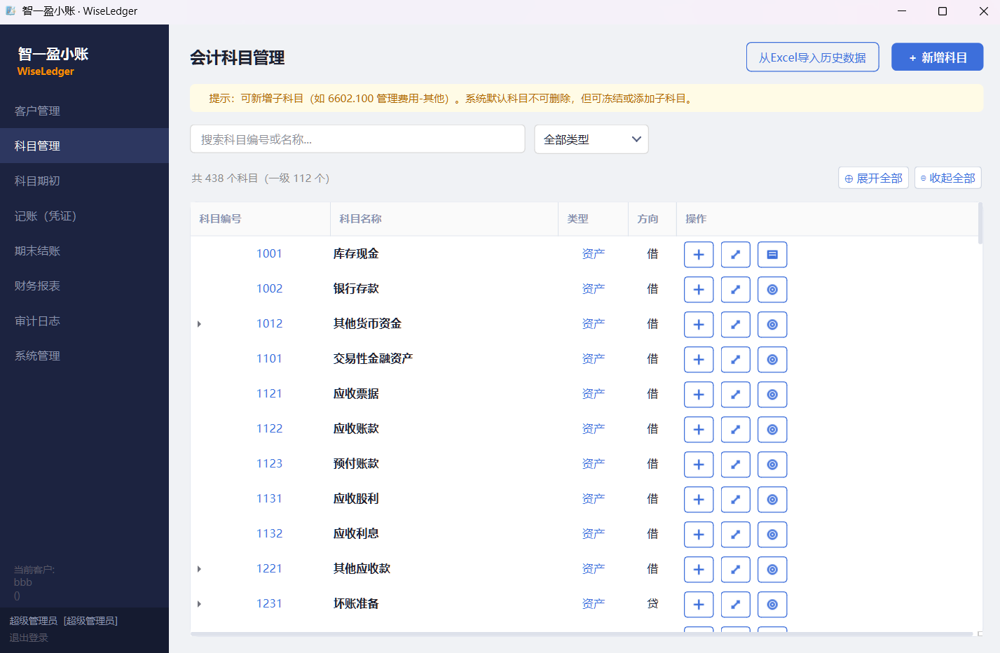 智一盈小账 · WiseLedger
智一盈小账
WiseLedger
客户管理
科目管理
科目期初
记账（凭证）
期末结账
财务报表
审计日志
系统管理
当前客户:
bbb
()
超级管理员 [超级管理员]
退出登录
会计科目管理
从Excel导入历史数据
+ 新增科目
提示：可新增子科目（如 6602.100 管理费用-其他）。系统默认科目不可删除，但可冻结或添加子科目。
搜索科目编号或名称...
全部类型
共 438 个科目（一级 112 个）
⊕ 展开全部
⊖ 收起全部
科目编号 科目名称 类型 方向 操作
1001 库存现金 资产 借
1002 银行存款 资产 借
1012 其他货币资金 资产 借
1101 交易性金融资产 资产 借
1121 应收票据 资产 借
1122 应收账款 资产 借
1123 预付账款 资产 借
1131 应收股利 资产 借
1132 应收利息 资产 借
1221 其他应收款 资产 借
1231 坏账准备 资产 贷